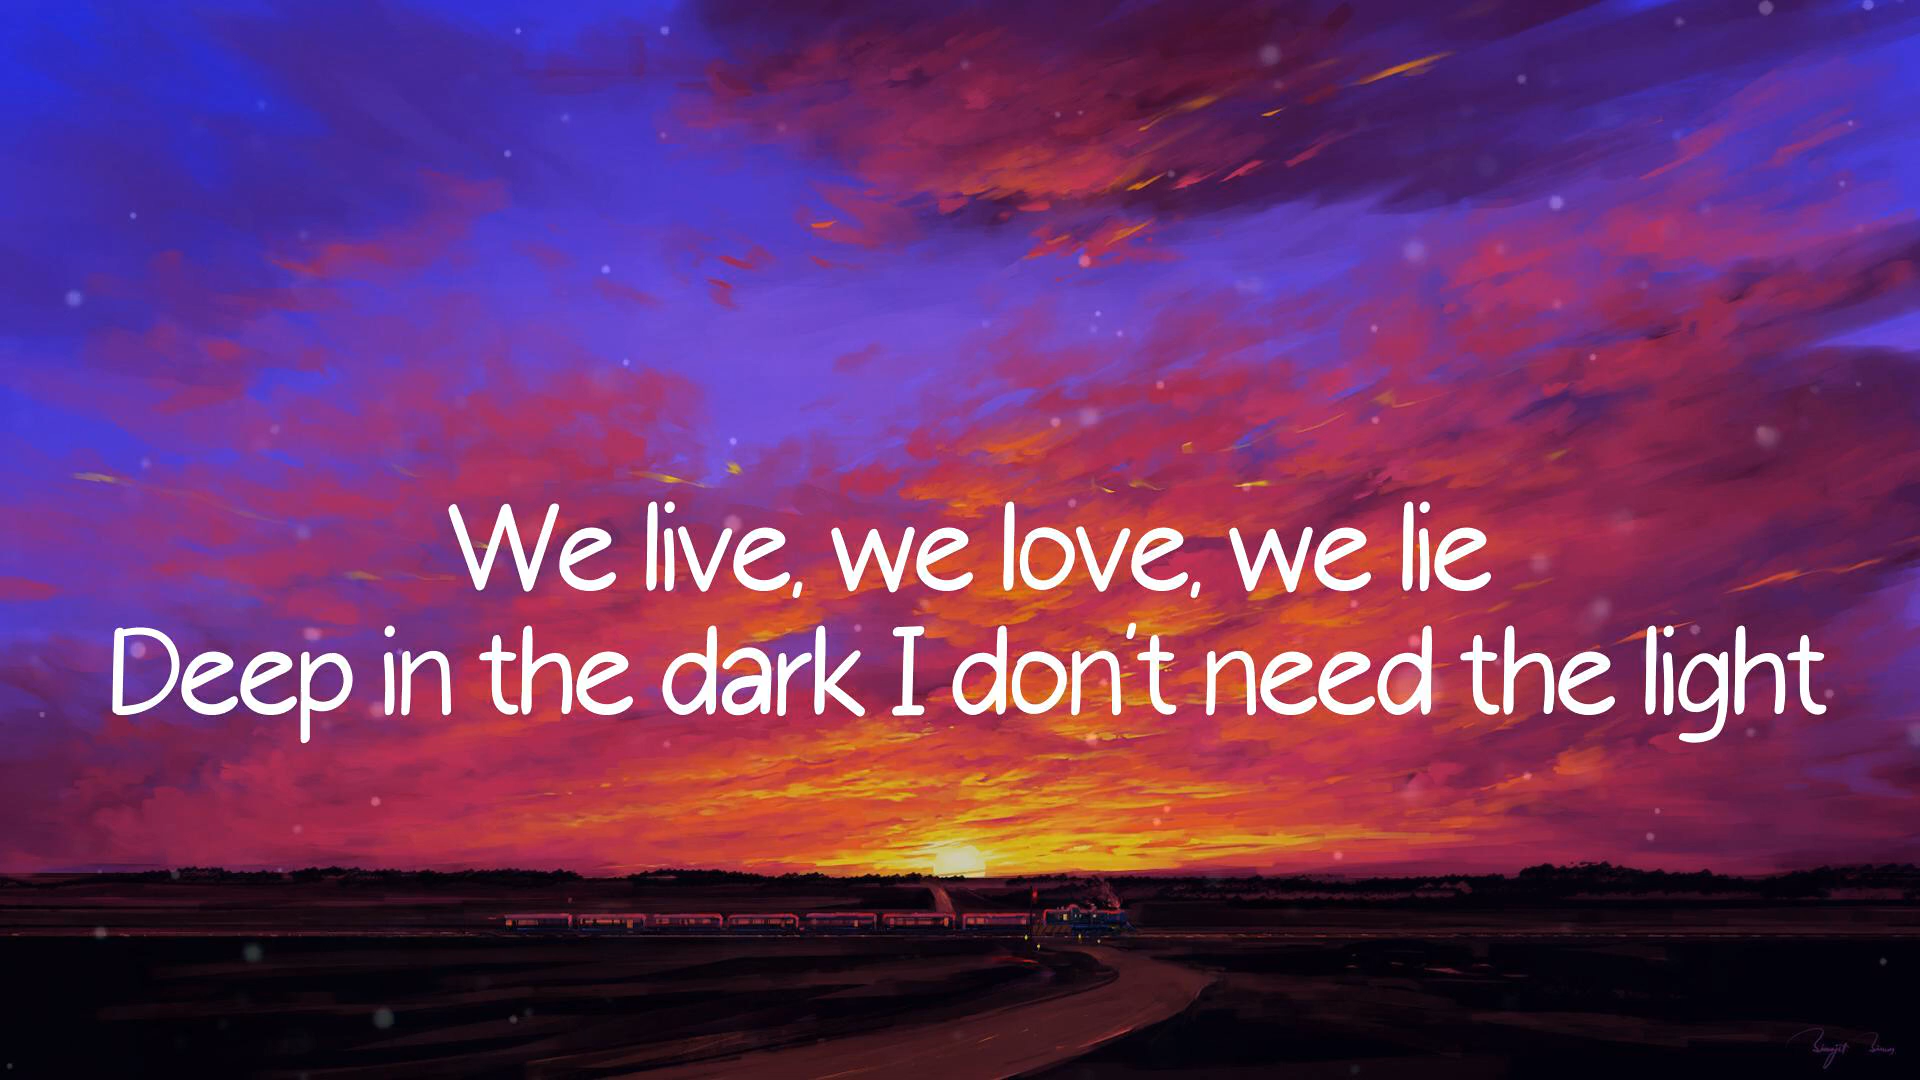 We live, we love, we lie
Deep in the dark I don't need the light